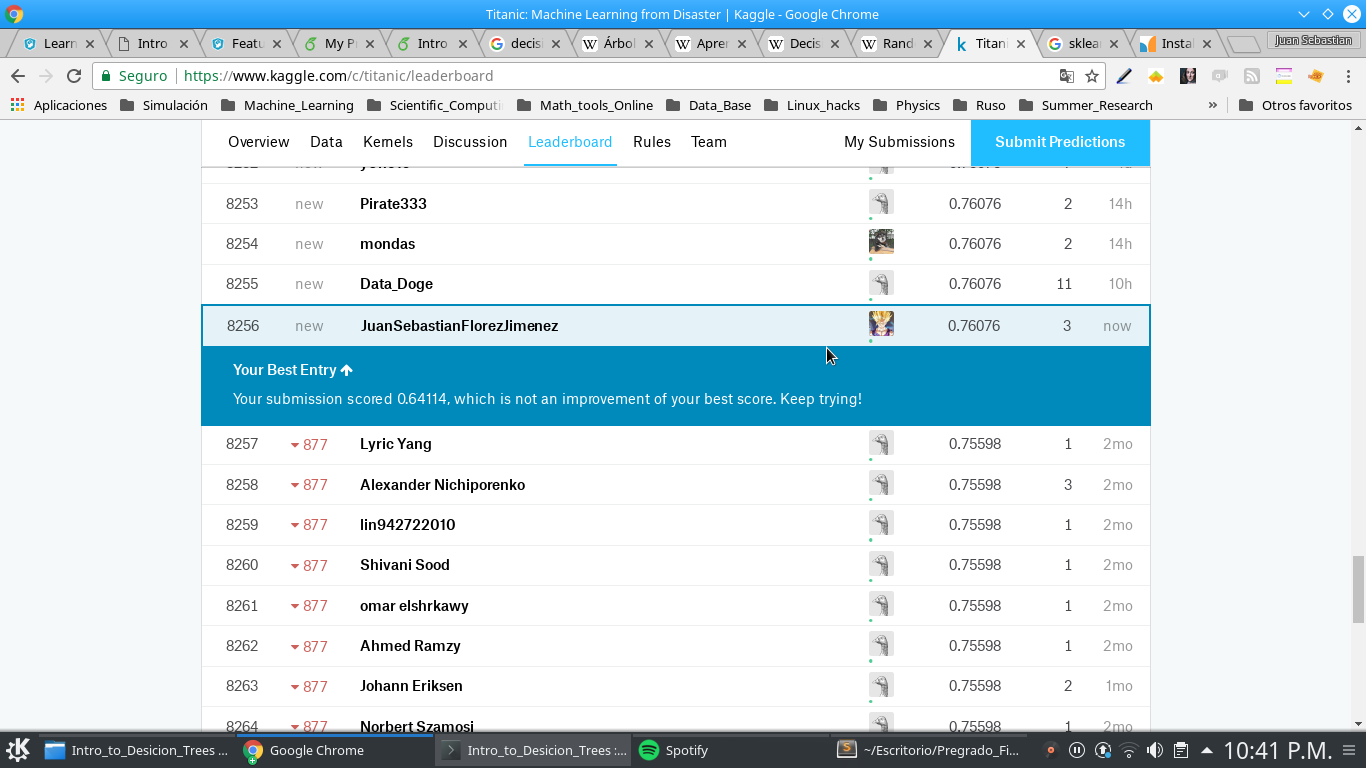 Titanic: Machine Learning from Disaster | Kaggle - Google Chrome
Learn Intro Featu My P Intro decisi Árbol Apren Decis Rand Titani sklea Instal Juan Sebastian
Seguro https://www.kaggle.com/c/titanic/leaderboard
Aplicaciones Simulación Machine_Learning Scientific_Computi Math_tools_Online Data_Base Linux_hacks Physics Ruso Summer_Research » Otros favoritos
Overview Data Kernels Discussion Leaderboard Rules Team My Submissions Submit Predictions
8253 new Pirate333 0.76076 2 14h
8254 new mondas 0.76076 2 14h
8255 new Data_Doge 0.76076 11 10h
8256 new JuanSebastianFlorezJimenez 0.76076 3 now
Your Best Entry
Your submission scored 0.64114, which is not an improvement of your best score. Keep trying!
8257 877 Lyric Yang 0.75598 1 2mo
8258 877 Alexander Nichiporenko 0.75598 3 2mo
8259 877 lin942722010 0.75598 1 2mo
8260 877 Shivani Sood 0.75598 1 2mo
8261 877 omar elshrkawy 0.75598 1 2mo
8262 877 Ahmed Ramzy 0.75598 1 2mo
8263 877 Johann Eriksen 0.75598 2 1mo
8264 877 Norbert Szamosi 0.75598 1 2mo
Intro_to_Desicion_Trees ... Google Chrome Intro_to_Desicion_Trees :... Spotify ~/Escritorio/Pregrado_Fi... 10:41 P.M.